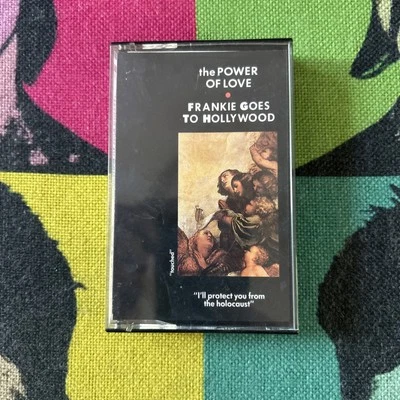 the POWER
OF LOVE
FRANKIE GOES
TO HOLLYWOOD
"touched"
"I'll protect you from
the holocaust"